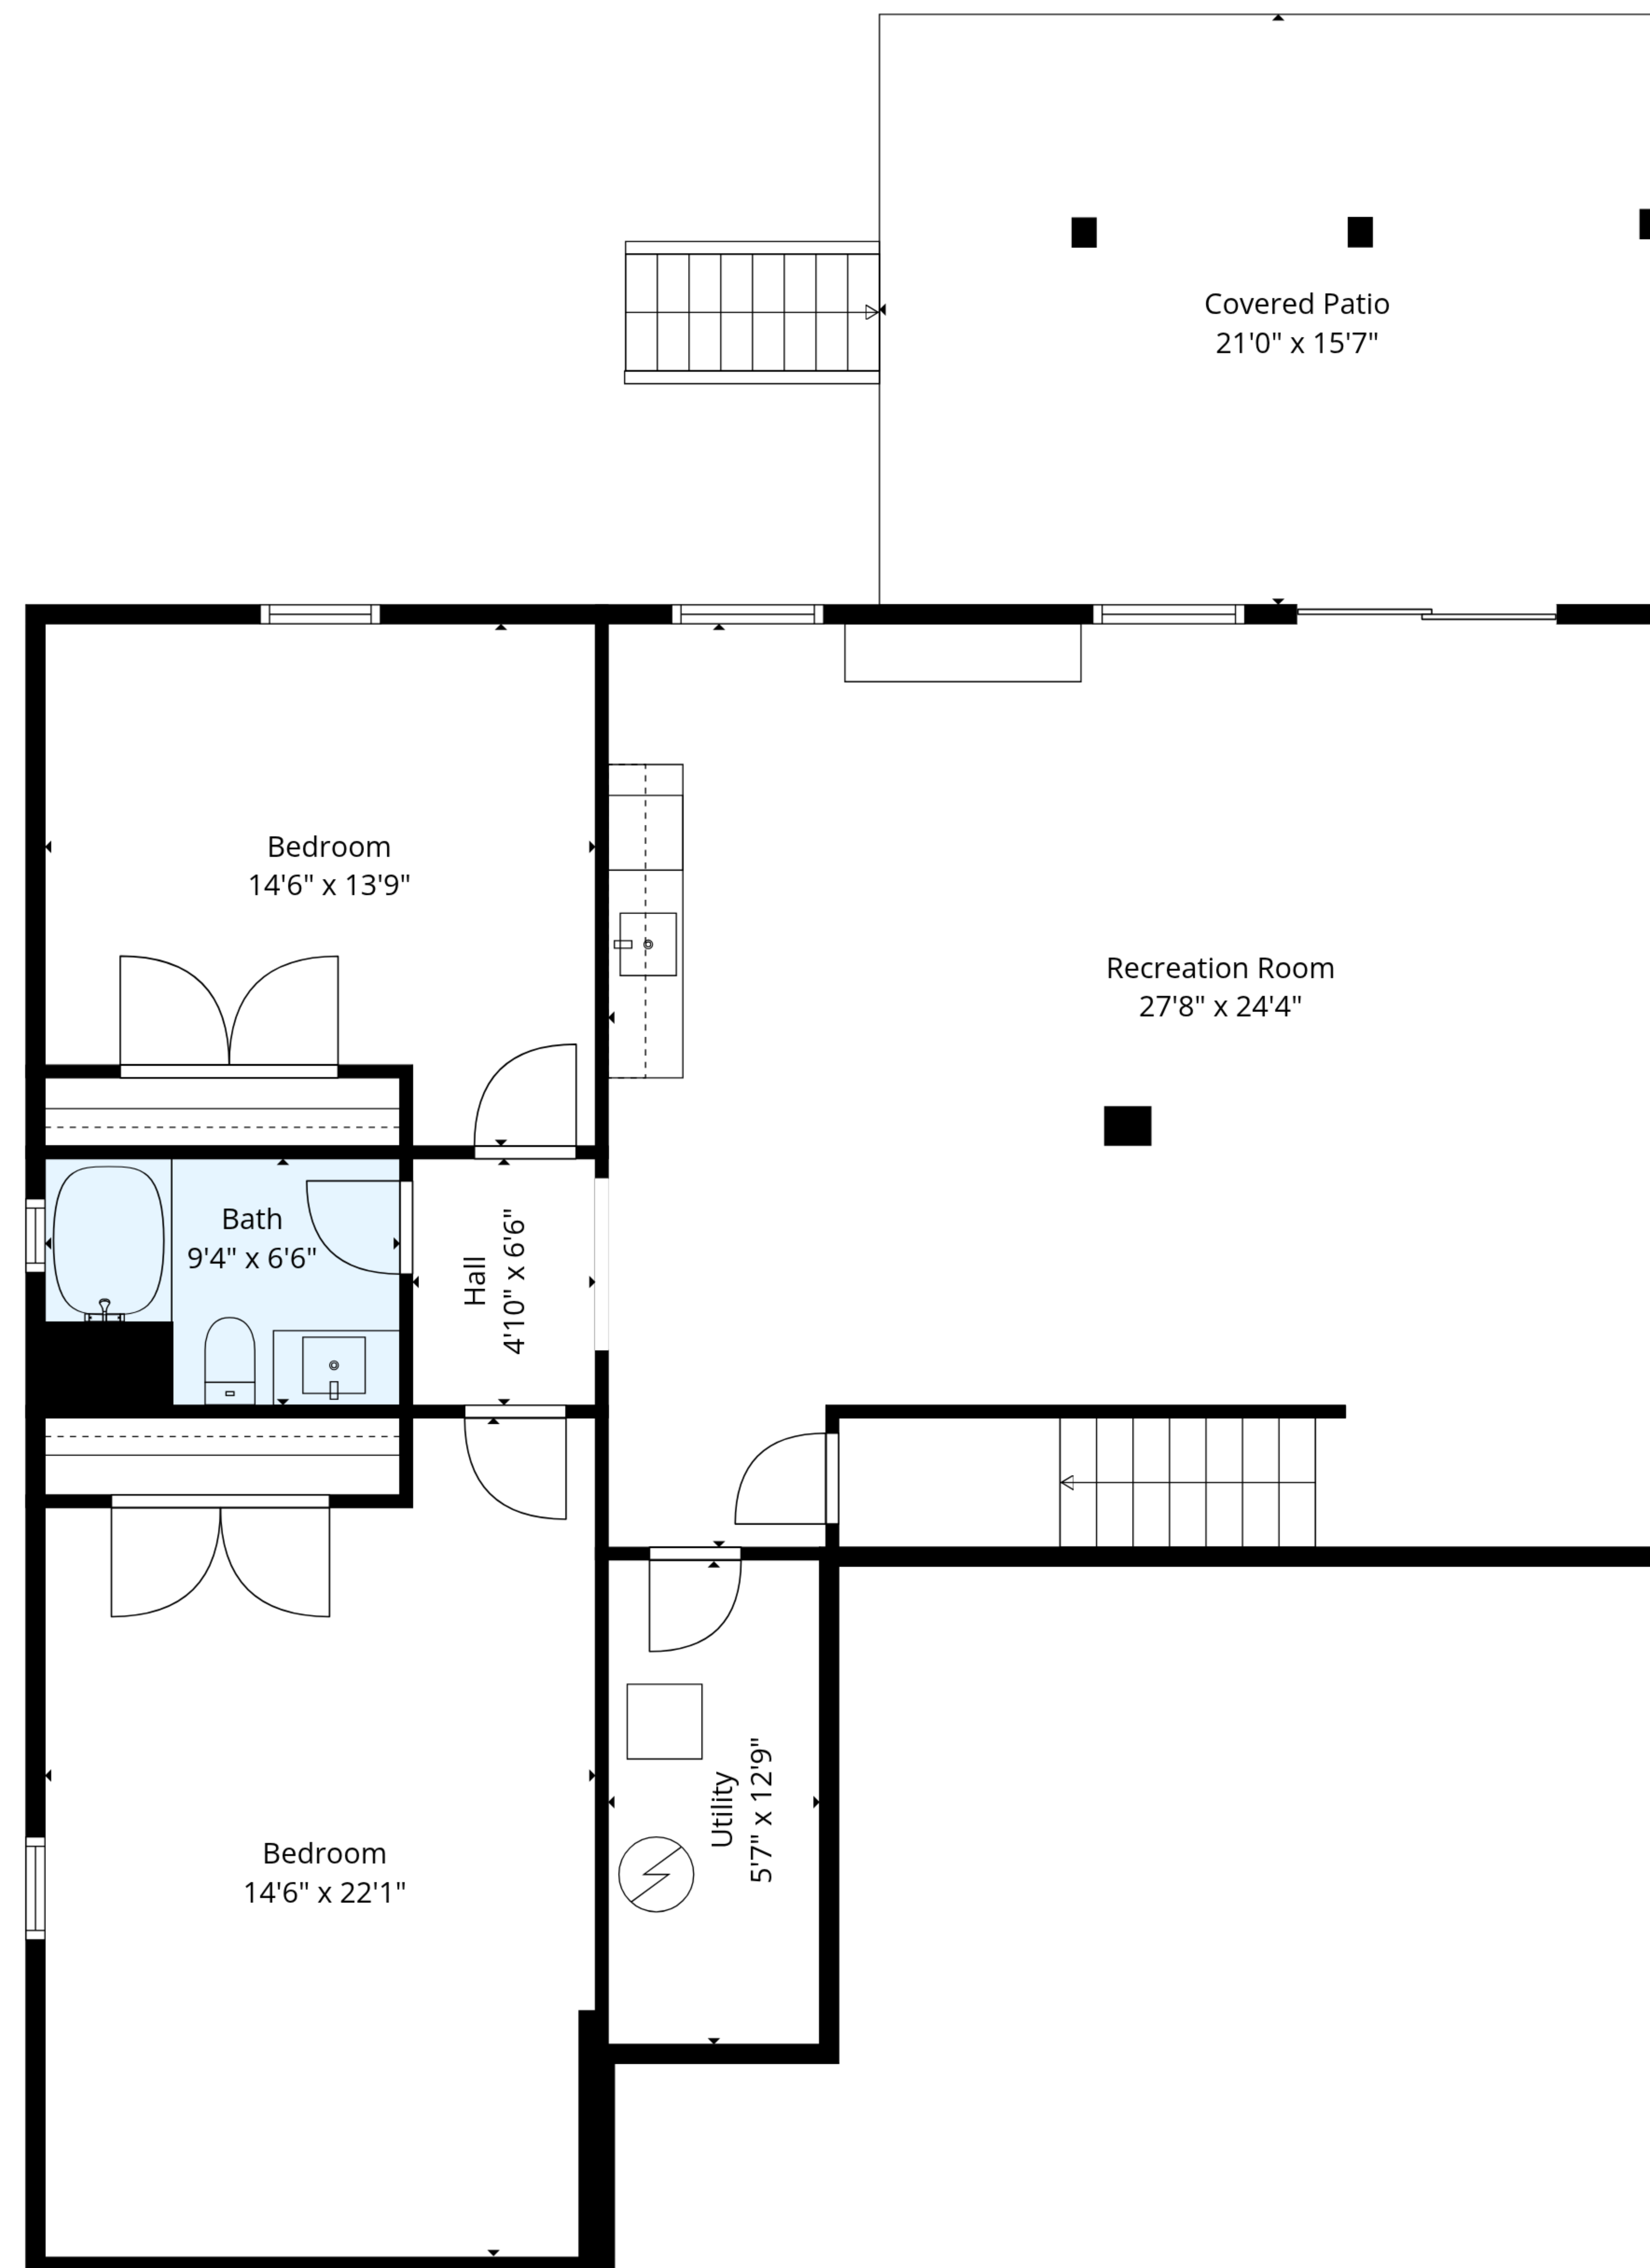 Covered Patio
21'0" x 15'7"
Bedroom
14'6" x 13'9"
Recreation Room
27'8" x 24'4"
Bath
9'4" x 6'6"
Hall
4'10" x 6'6"
Utility
5'7" x 12'9"
Bedroom
14'6" x 22'1"